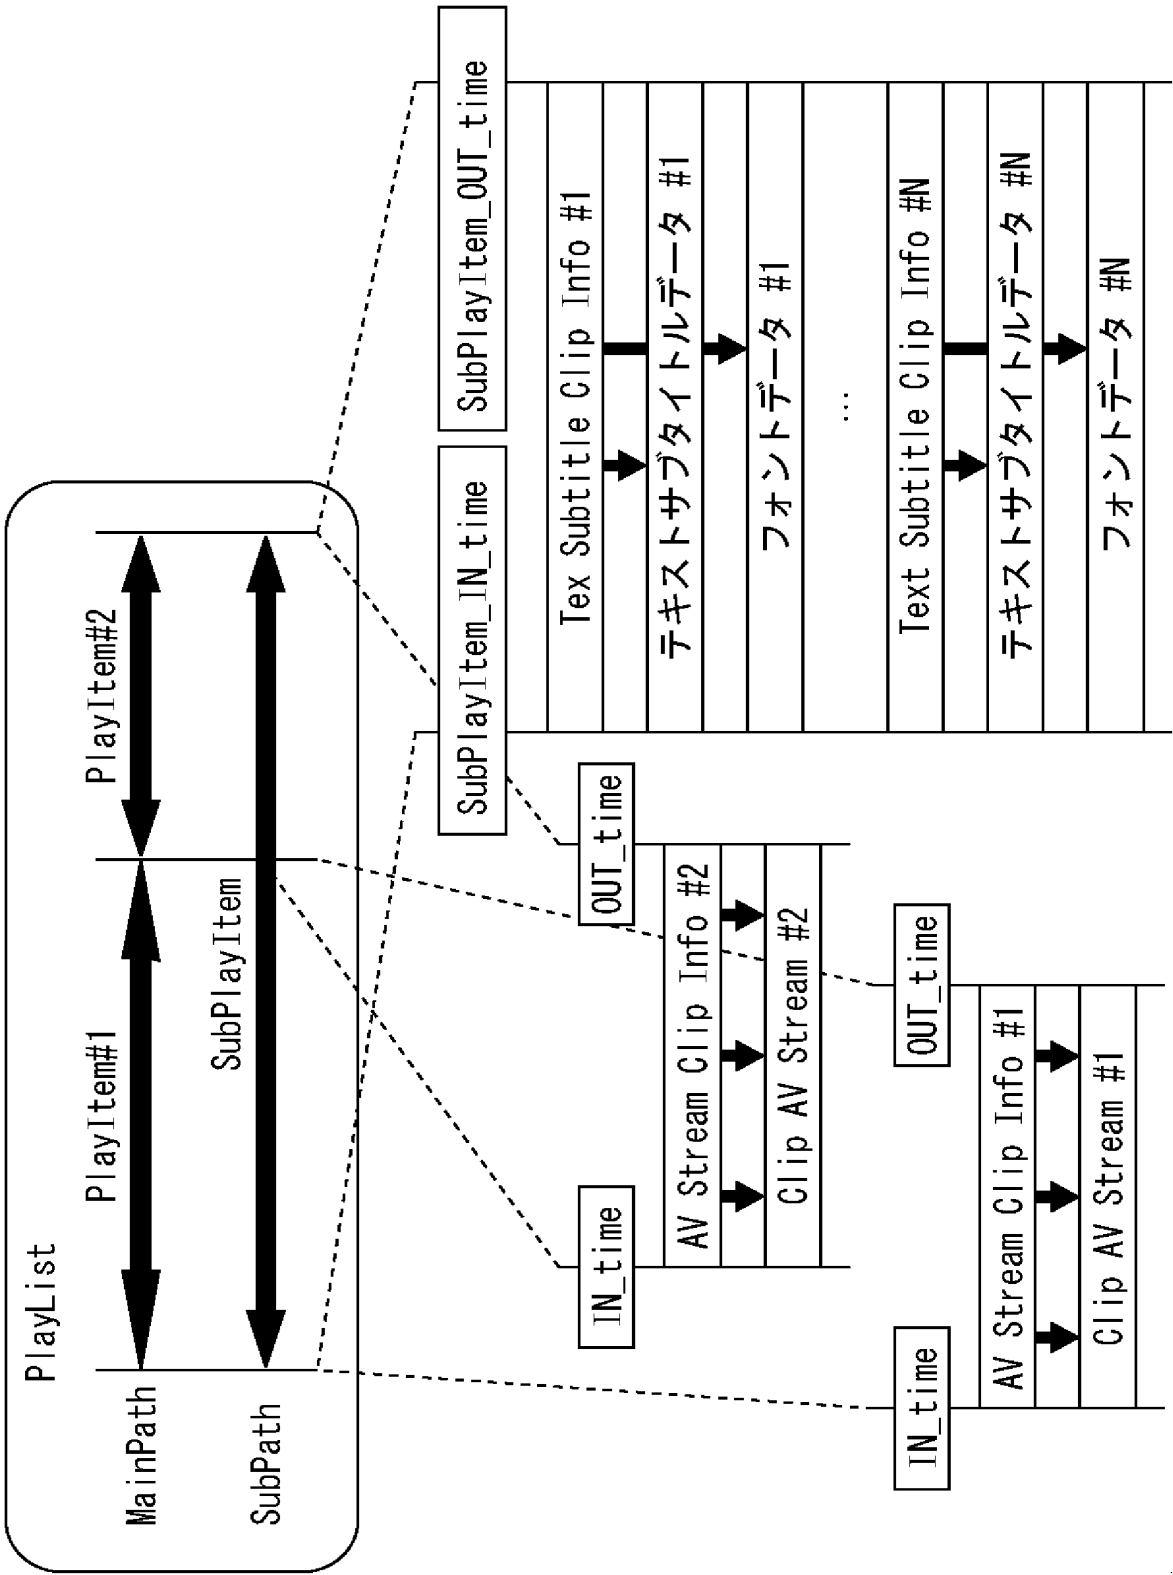 PlayList
MainPath
PlayItem#1
PlayItem#2
SubPath
SubPlayItem
SubPlayItem_IN_time
SubPlayItem_OUT_time
Tex Subtitle Clip Info #1
テキストサブタイトルデータ #1
フォントデータ #1
...
Text Subtitle Clip Info #N
テキストサブタイトルデータ #N
フォントデータ #N
IN_time
OUT_time
AV Stream Clip Info #2
Clip AV Stream #2
IN_time
OUT_time
AV Stream Clip Info #1
Clip AV Stream #1